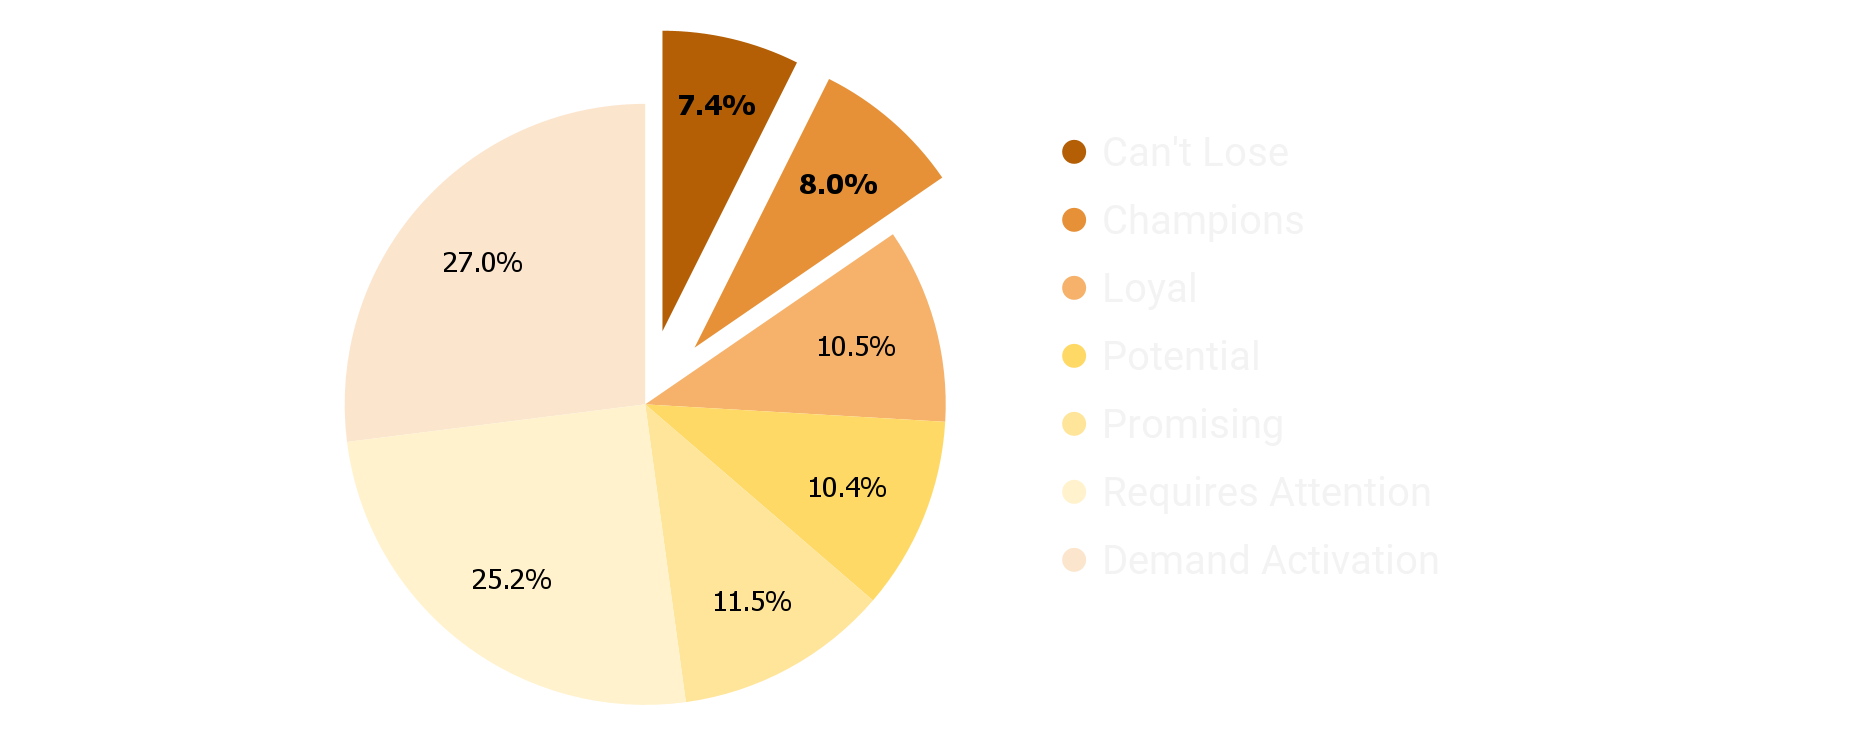 7.4%
8.0%
27.0%
10.5%
10.4%
25.2%
11.5%
Can't Lose
Champions
Loyal
Potential
Promising
Requires Attention
Demand Activation